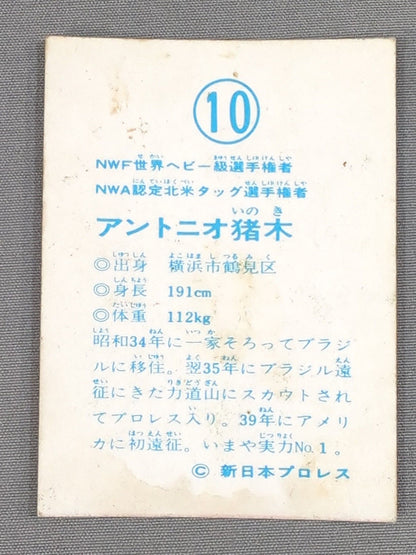 10
NWF世界ヘビー級選手権者
NWA認定北米タッグ選手権者
アントニオ猪木
◎出身 横浜市鶴見区
◎身長 191cm
◎体重 112kg
昭和34年に一家そろってブラジ
ルに移住。翌35年にブラジル遠
征にきた力道山にスカウトされ
てプロレス入り。39年にアメリ
カに初遠征。いまや実力No.1。
© 新日本プロレス